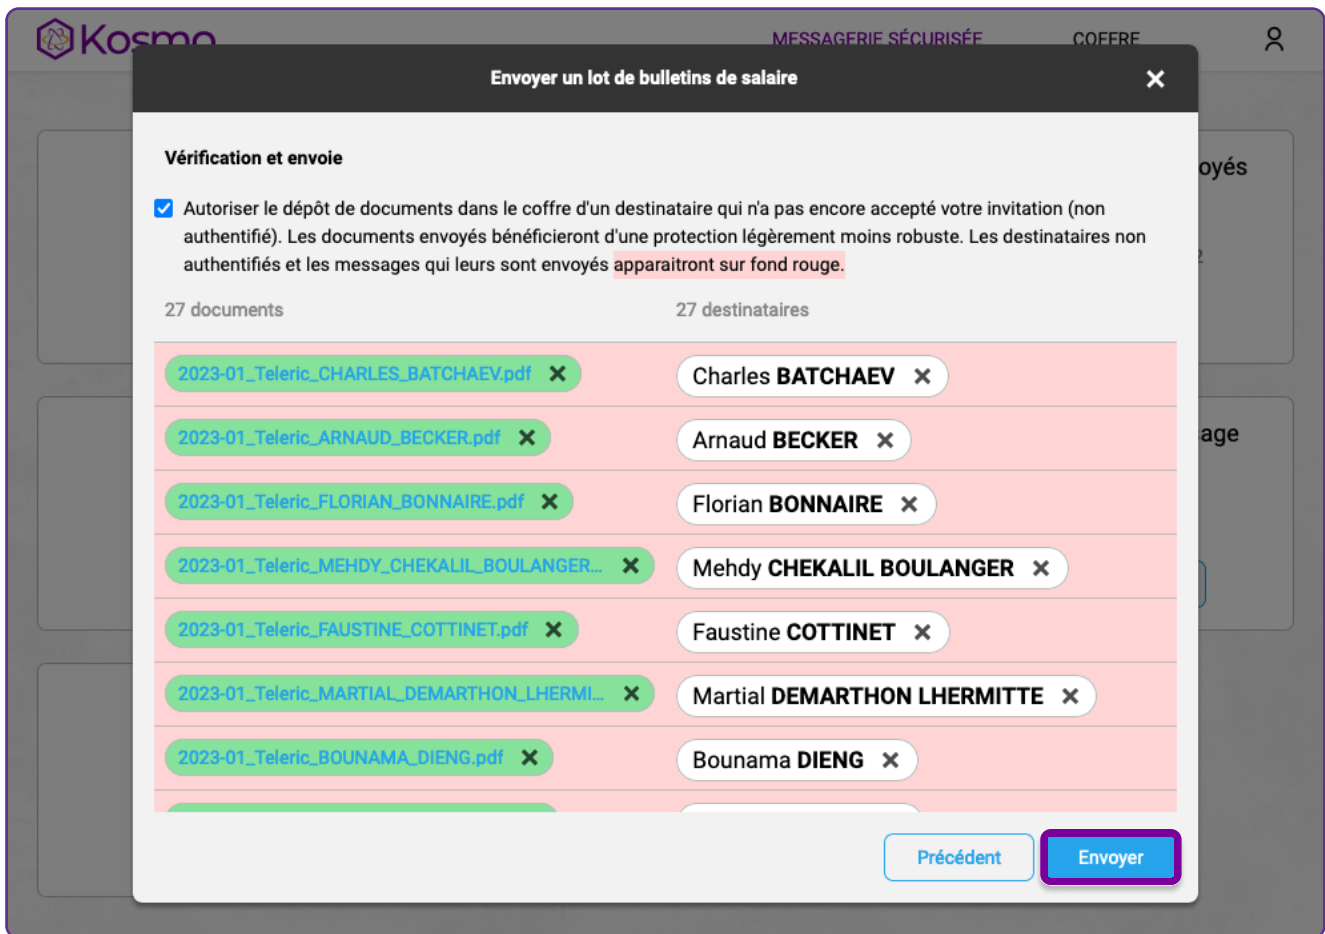 Kosmo
MESSAGERIE SÉCURISÉE COFFRE
Envoyer un lot de bulletins de salaire
Vérification et envoie
oyés
Autoriser le dépôt de documents dans le coffre d'un destinataire qui n'a pas encore accepté votre invitation (non
authentifié). Les documents envoyés bénéficieront d'une protection légèrement moins robuste. Les destinataires non
authentifiés et les messages qui leurs sont envoyés apparaitront sur fond rouge.
27 documents 27 destinataires
2023-01_Teleric_CHARLES_BATCHAEV.pdf Charles BATCHAEV
2023-01_Teleric_ARNAUD_BECKER.pdf Arnaud BECKER
age
2023-01_Teleric_FLORIAN_BONNAIRE.pdf Florian BONNAIRE
2023-01_Teleric_MEHDY_CHEKALIL_BOULANGER... Mehdy CHEKALIL BOULANGER
2023-01_Teleric_FAUSTINE_COTTINET.pdf Faustine COTTINET
2023-01_Teleric_MARTIAL_DEMARTHON_LHERMI... Martial DEMARTHON LHERMITTE
2023-01_Teleric_BOUNAMA_DIENG.pdf Bounama DIENG
Précédent Envoyer